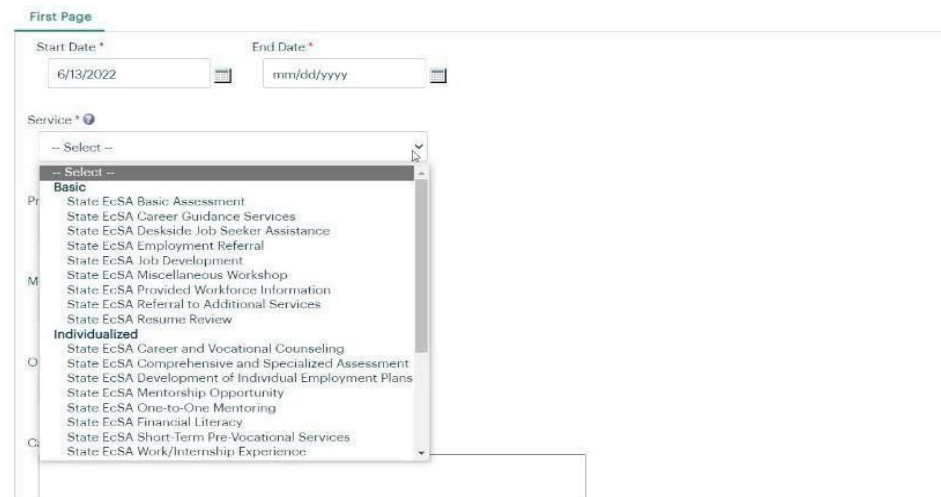 First Page
Start Date * End Date *
6/13/2022 mm/dd/yyyy
Service *
-- Select --
-- Select --
Basic
State EcSA Basic Assessment
Pr
State EcSA Career Guidance Services
State EcSA Deskside Job Seeker Assistance
State EcSA Employment Referral
State EcSA Job Development
State EcSA Miscellaneous Workshop
M
State EcSA Provided Workforce Information
State EcSA Referral to Additional Services
State EcSA Resume Review
Individualized
State EcSA Career and Vocational Counseling
O
State EcSA Comprehensive and Specialized Assessment
State EcSA Development of Individual Employment Plans
State EcSA Mentorship Opportunity
State EcSA One-to-One Mentoring
State EcSA Financial Literacy
State EcSA Short-Term Pre-Vocational Services
Ca
State EcSA Work/Internship Experience